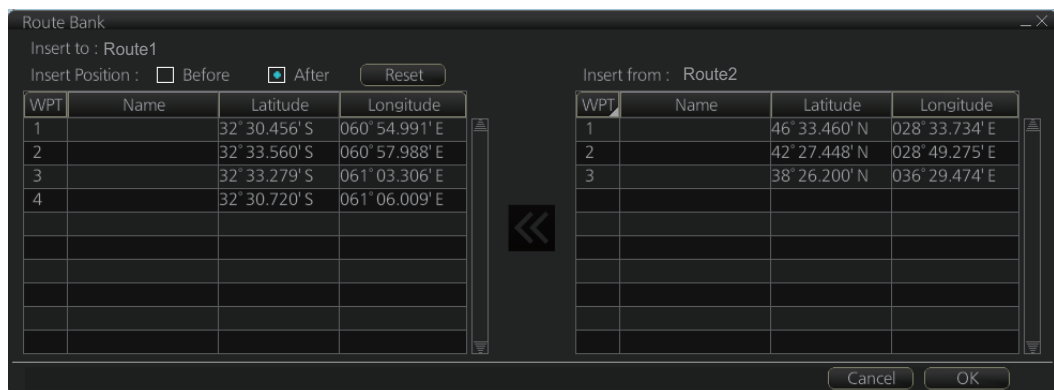 Route Bank
Insert to : Route1
Insert Position : Before After Reset Insert from : Route2
WPT Name Latitude Longitude WPT Name Latitude Longitude
1 32°30.456' S 060°54.991' E 1 46°33.460' N 028°33.734' E
2 32°33.560' S 060°57.988' E 2 42°27.448' N 028°49.275' E
3 32°33.279' S 061°03.306' E 3 38°26.200' N 036°29.474' E
4 32°30.720' S 061°06.009' E
Cancel OK